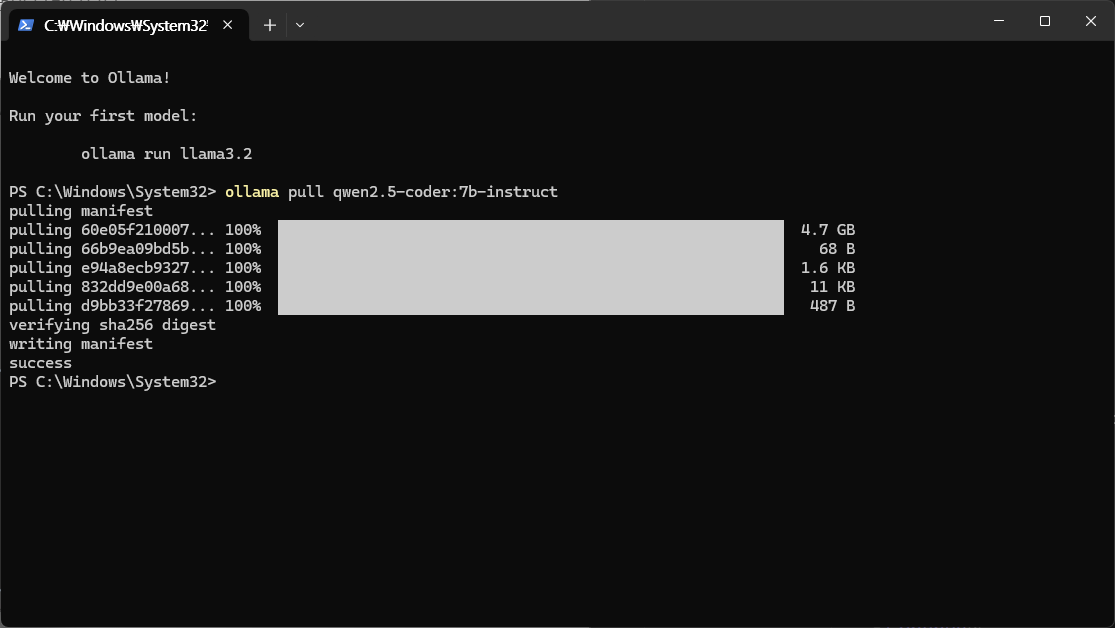 C:₩Windows₩System32
Welcome to Ollama!
Run your first model:
ollama run llama3.2
PS C:\Windows\System32> ollama pull qwen2.5-coder:7b-instruct
pulling manifest
pulling 60e05f210007... 100% 4.7 GB
pulling 66b9ea09bd5b... 100% 68 B
pulling e94a8ecb9327... 100% 1.6 KB
pulling 832dd9e00a68... 100% 11 KB
pulling d9bb33f27869... 100% 487 B
verifying sha256 digest
writing manifest
success
PS C:\Windows\System32>